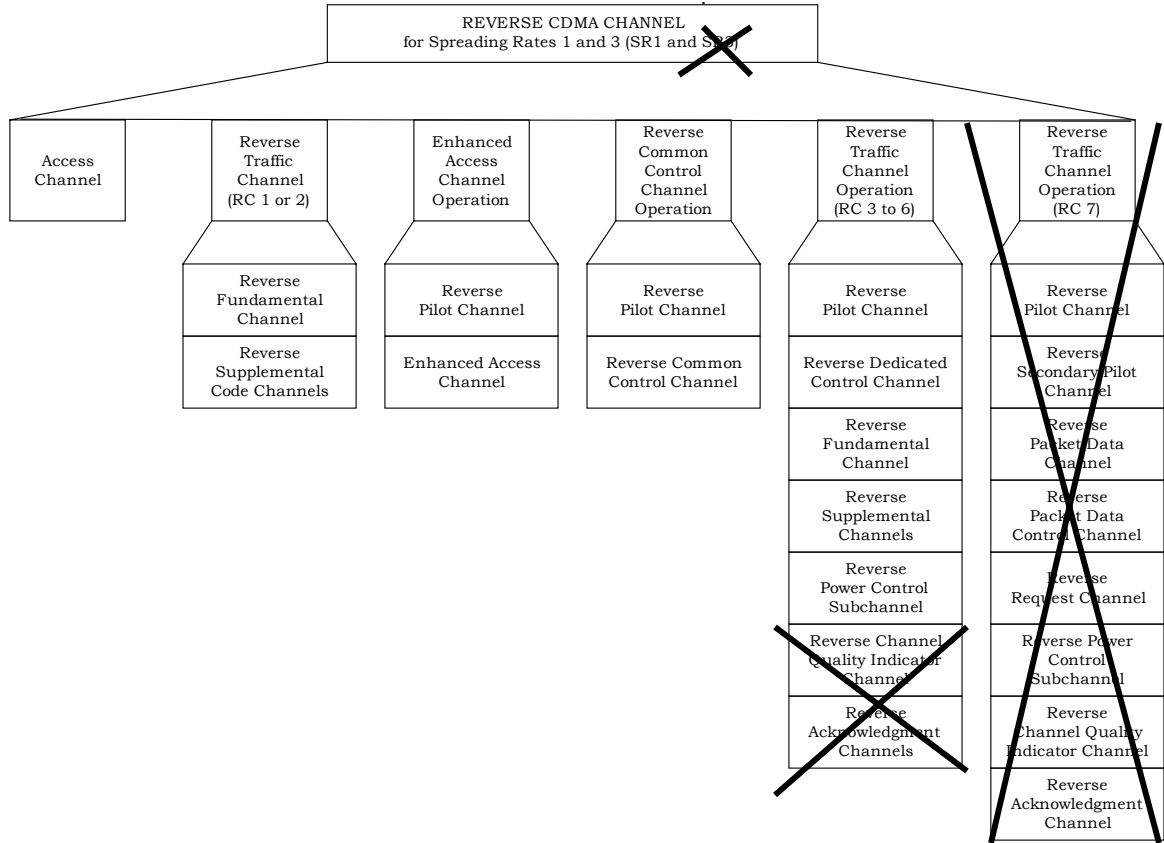 REVERSE CDMA CHANNEL
for Spreading Rates 1 and 3 (SR1 and SR3)
Access
Channel
Reverse
Traffic
Channel
(RC 1 or 2)
Reverse
Fundamental
Channel
Reverse
Supplemental
Code Channels
Enhanced
Access
Channel
Operation
Reverse
Pilot Channel
Enhanced Access
Channel
Reverse
Common
Control
Channel
Operation
Reverse
Pilot Channel
Reverse Common
Control Channel
Reverse
Traffic
Channel
Operation
(RC 3 to 6)
Reverse
Pilot Channel
Reverse Dedicated
Control Channel
Reverse
Fundamental
Channel
Reverse
Supplemental
Channels
Reverse
Power Control
Subchannel
Reverse Channel
Quality Indicator
Channel
Reverse
Acknowledgment
Channels
Reverse
Traffic
Channel
Operation
(RC 7)
Reverse
Pilot Channel
Reverse
Secondary Pilot
Channel
Reverse
Packet Data
Channel
Reverse
Packet Data
Control Channel
Reverse
Request Channel
Reverse Power
Control
Subchannel
Reverse
Channel Quality
Indicator Channel
Reverse
Acknowledgment
Channel